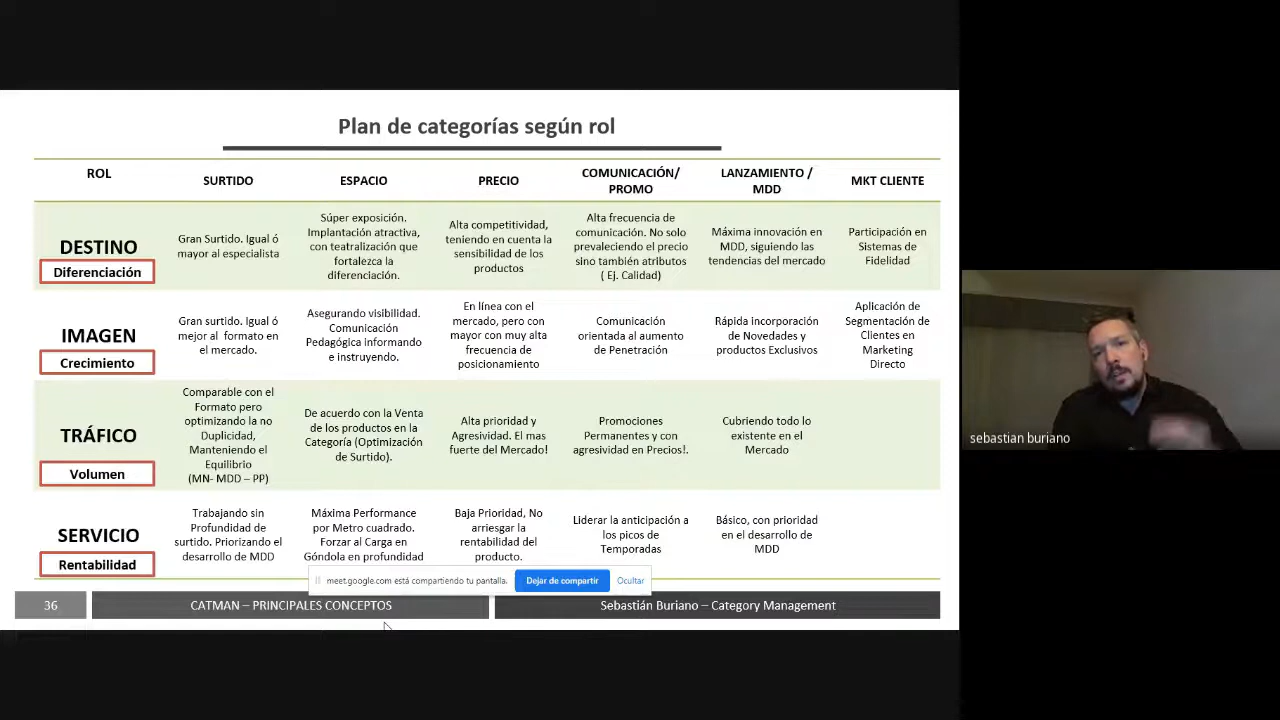 Plan de categorías según rol
ROL
SURTIDO
ESPACIO
PRECIO
COMUNICACIÓN/
PROMO
LANZAMIENTO /
MDD
MKT CLIENTE
DESTINO
Diferenciación
Gran Surtido. Igual ó
mayor al especialista
Súper exposición.
Implantación atractiva,
con teatralización que
fortalezca la
diferenciación.
Alta competitividad,
teniendo en cuenta la
sensibilidad de los
productos
Alta frecuencia de
comunicación. No solo
prevaleciendo el precio
sino también atributos
( Ej. Calidad)
Máxima innovación en
MDD, siguiendo las
tendencias del mercado
Participación en
Sistemas de
Fidelidad
IMAGEN
Crecimiento
Gran surtido. Igual ó
mejor al formato en
el mercado.
Asegurando visibilidad.
Comunicación
Pedagógica informando
e instruyendo.
En línea con el
mercado, pero con
mayor con muy alta
frecuencia de
posicionamiento
Comunicación
orientada al aumento
de Penetración
Rápida incorporación
de Novedades y
productos Exclusivos
Aplicación de
Segmentación de
Clientes en
Marketing
Directo
TRÁFICO
Volumen
Comparable con el
Formato pero
optimizando la no
Duplicidad,
Manteniendo el
Equilibrio
(MN- MDD – PP)
De acuerdo con la Venta
de los productos en la
Categoría (Optimización
de Surtido).
Alta prioridad y
Agresividad. El mas
fuerte del Mercado!
Promociones
Permanentes y con
agresividad en Precios!.
Cubriendo todo lo
existente en el
Mercado
SERVICIO
Rentabilidad
Trabajando sin
Profundidad de
surtido. Priorizando el
desarrollo de MDD
Máxima Performance
por Metro cuadrado.
Forzar al Carga en
Góndola en profundidad
Baja Prioridad, No
arriesgar la
rentabilidad del
producto.
Liderar la anticipación a
los picos de
Temporadas
Básico, con prioridad
en el desarrollo de
MDD
meet.google.com está compartiendo tu pantalla.
Dejar de compartir
Ocultar
36
CATMAN – PRINCIPALES CONCEPTOS
Sebastián Buriano – Category Management
sebastian buriano